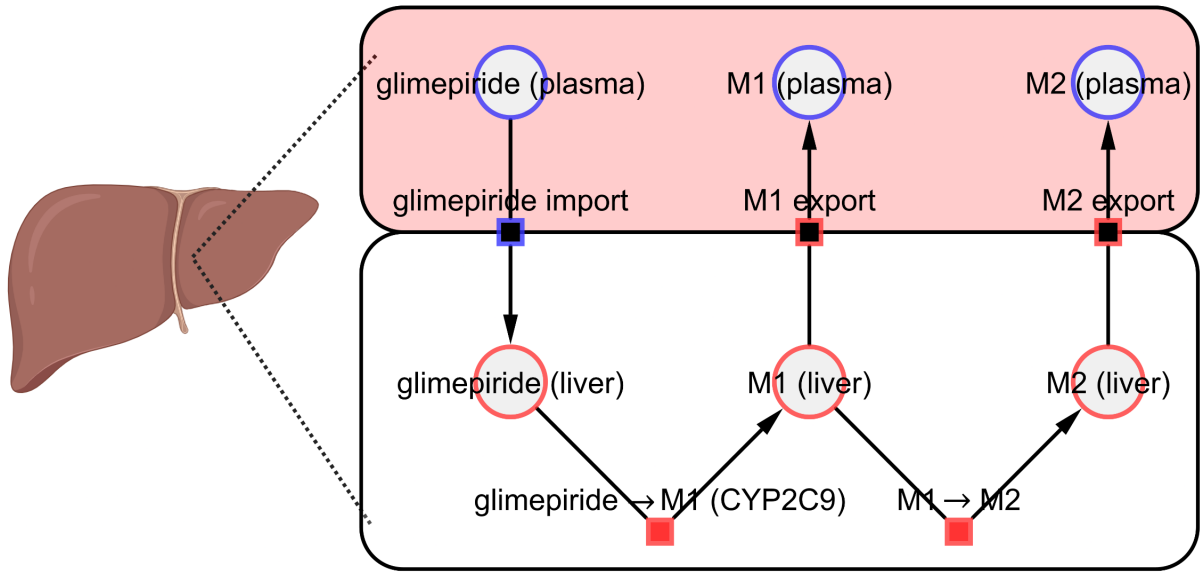 glimepiride (plasma)
M1 (plasma)
M2 (plasma)
glimepiride import
M1 export
M2 export
glimepiride (liver)
M1 (liver)
M2 (liver)
glimepiride → M1 (CYP2C9)
M1 → M2